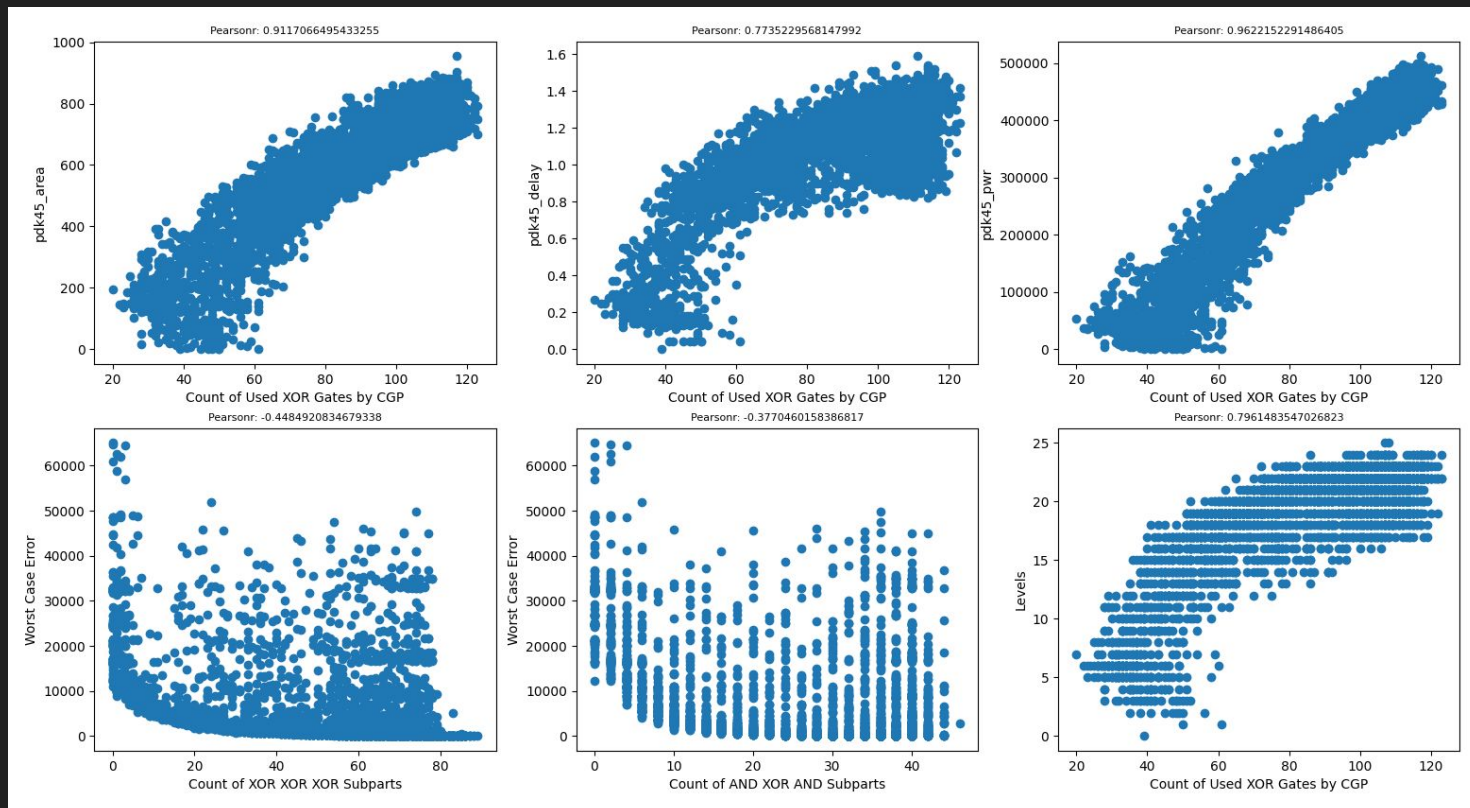 Pearsonr: 0.9117066495433255
Pearsonr: 0.7735229568147992
Pearsonr: 0.9622152291486405
pdk45_area
1000
800
600
400
200
0
20 40 60 80 100 120
Count of Used XOR Gates by CGP
pdk45_delay
1.6
1.4
1.2
1.0
0.8
0.6
0.4
0.2
0.0
20 40 60 80 100 120
Count of Used XOR Gates by CGP
pdk45_pwr
500000
400000
300000
200000
100000
0
20 40 60 80 100 120
Count of Used XOR Gates by CGP
Pearsonr: -0.4484920834679338
Worst Case Error
60000
50000
40000
30000
20000
10000
0
0 20 40 60 80
Count of XOR XOR XOR Subparts
Pearsonr: -0.3770460158386817
Worst Case Error
60000
50000
40000
30000
20000
10000
0
0 10 20 30 40
Count of AND XOR AND Subparts
Pearsonr: 0.7961483547026823
Levels
25
20
15
10
5
0
20 40 60 80 100 120
Count of Used XOR Gates by CGP